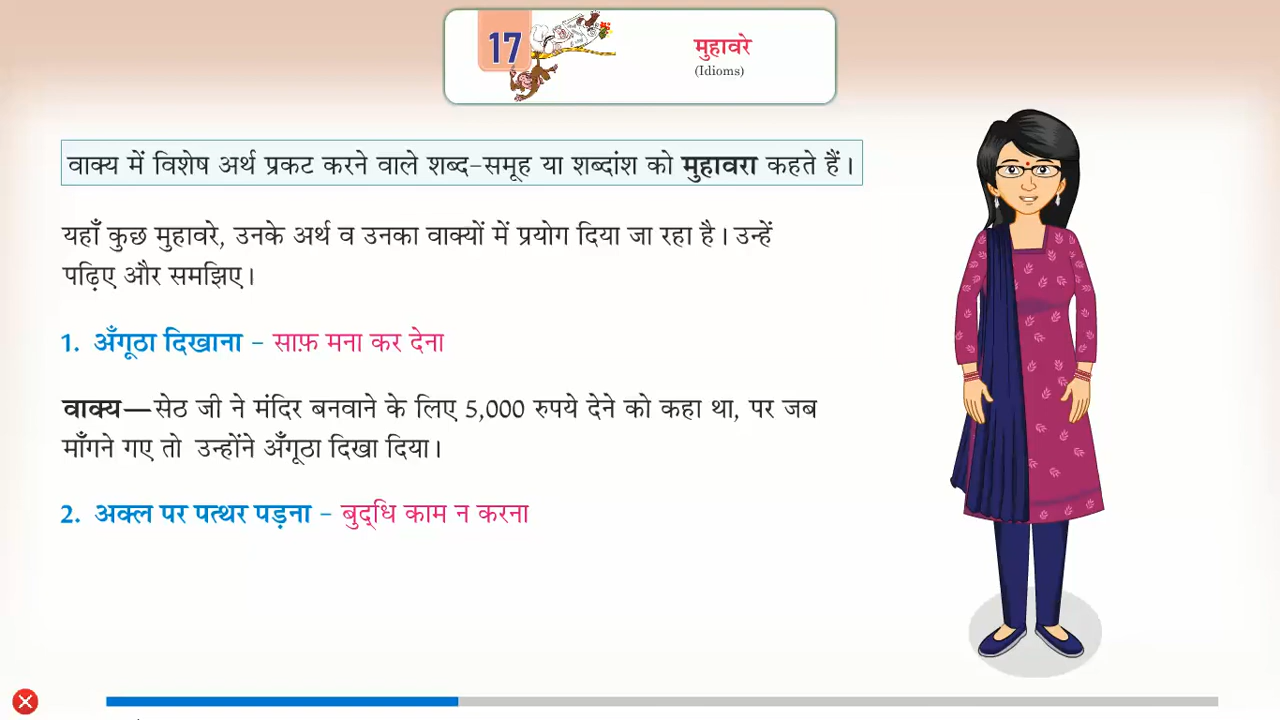 17
मुहावरे
(Idioms)
वाक्य में विशेष अर्थ प्रकट करने वाले शब्द-समूह या शब्दांश को मुहावरा कहते हैं।
यहाँ कुछ मुहावरे, उनके अर्थ व उनका वाक्यों में प्रयोग दिया जा रहा है। उन्हें
पढ़िए और समझिए।
1. अँगूठा दिखाना – साफ़ मना कर देना
वाक्य—सेठ जी ने मंदिर बनवाने के लिए 5,000 रुपये देने को कहा था, पर जब
माँगने गए तो उन्होंने अँगूठा दिखा दिया।
2. अक्ल पर पत्थर पड़ना – बुद्‌धि काम न करना